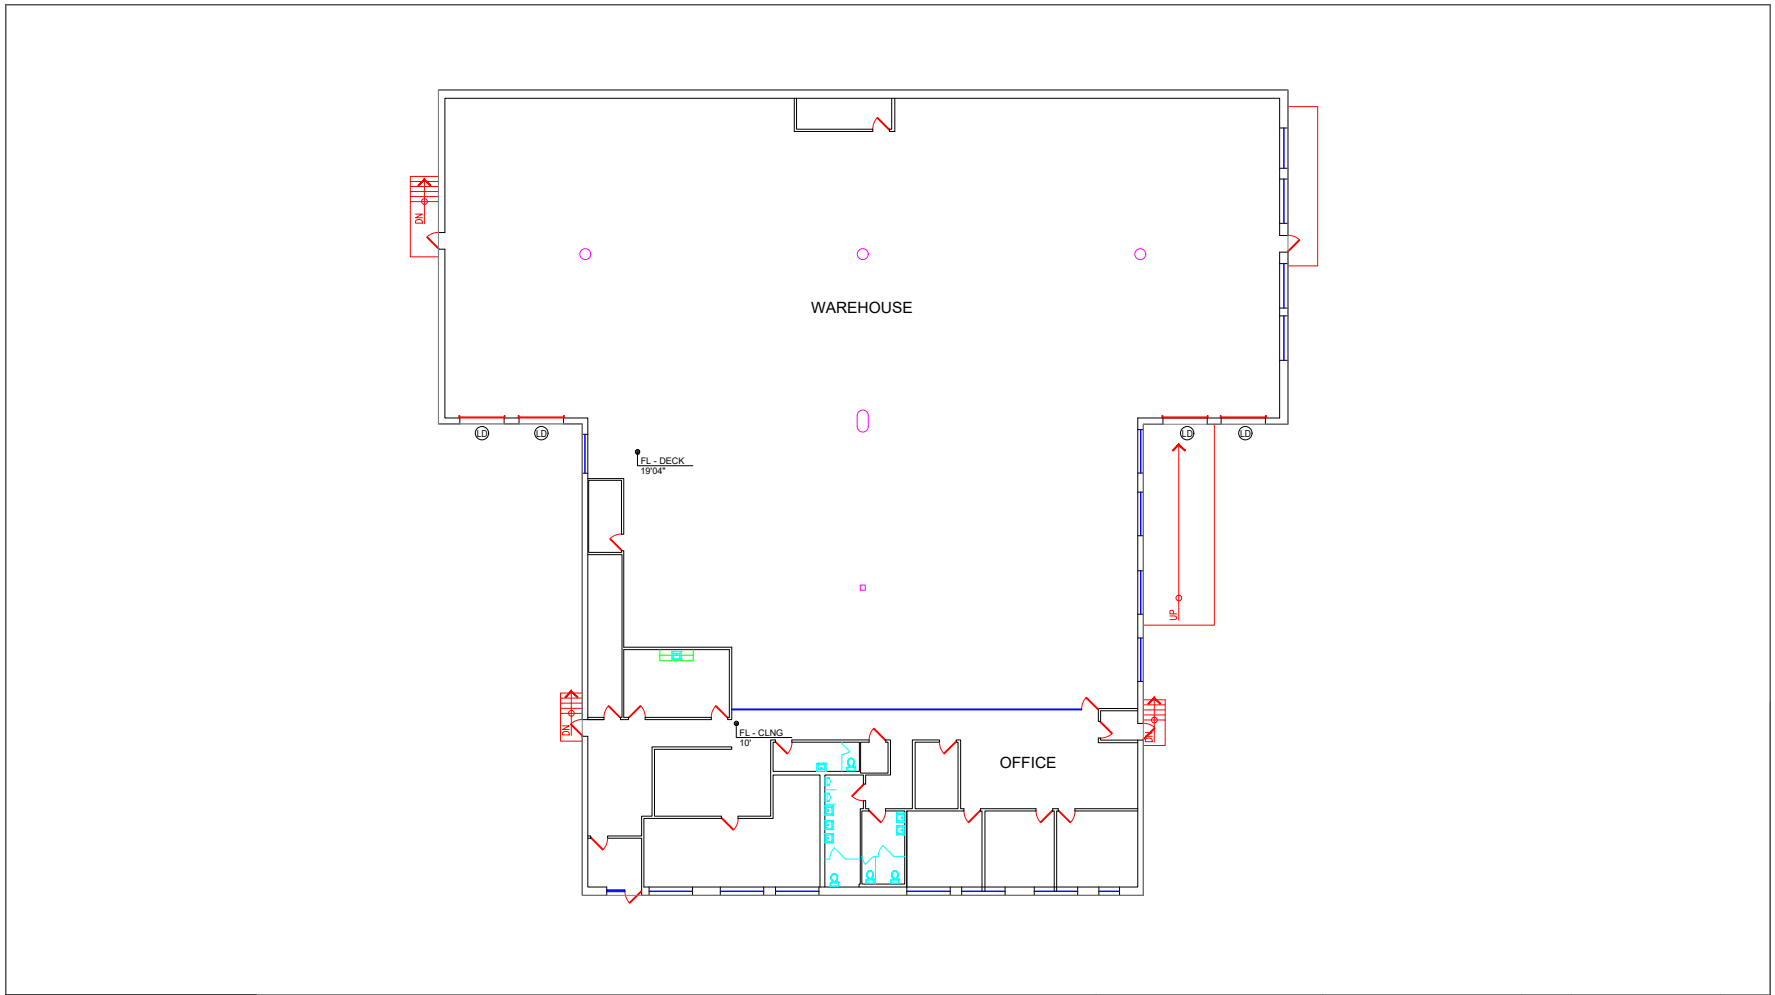 DN
WAREHOUSE
LD
LD
LD
LD
FL - DECK
19'04"
UP
DN
FL - CLNG
10'
DN
OFFICE